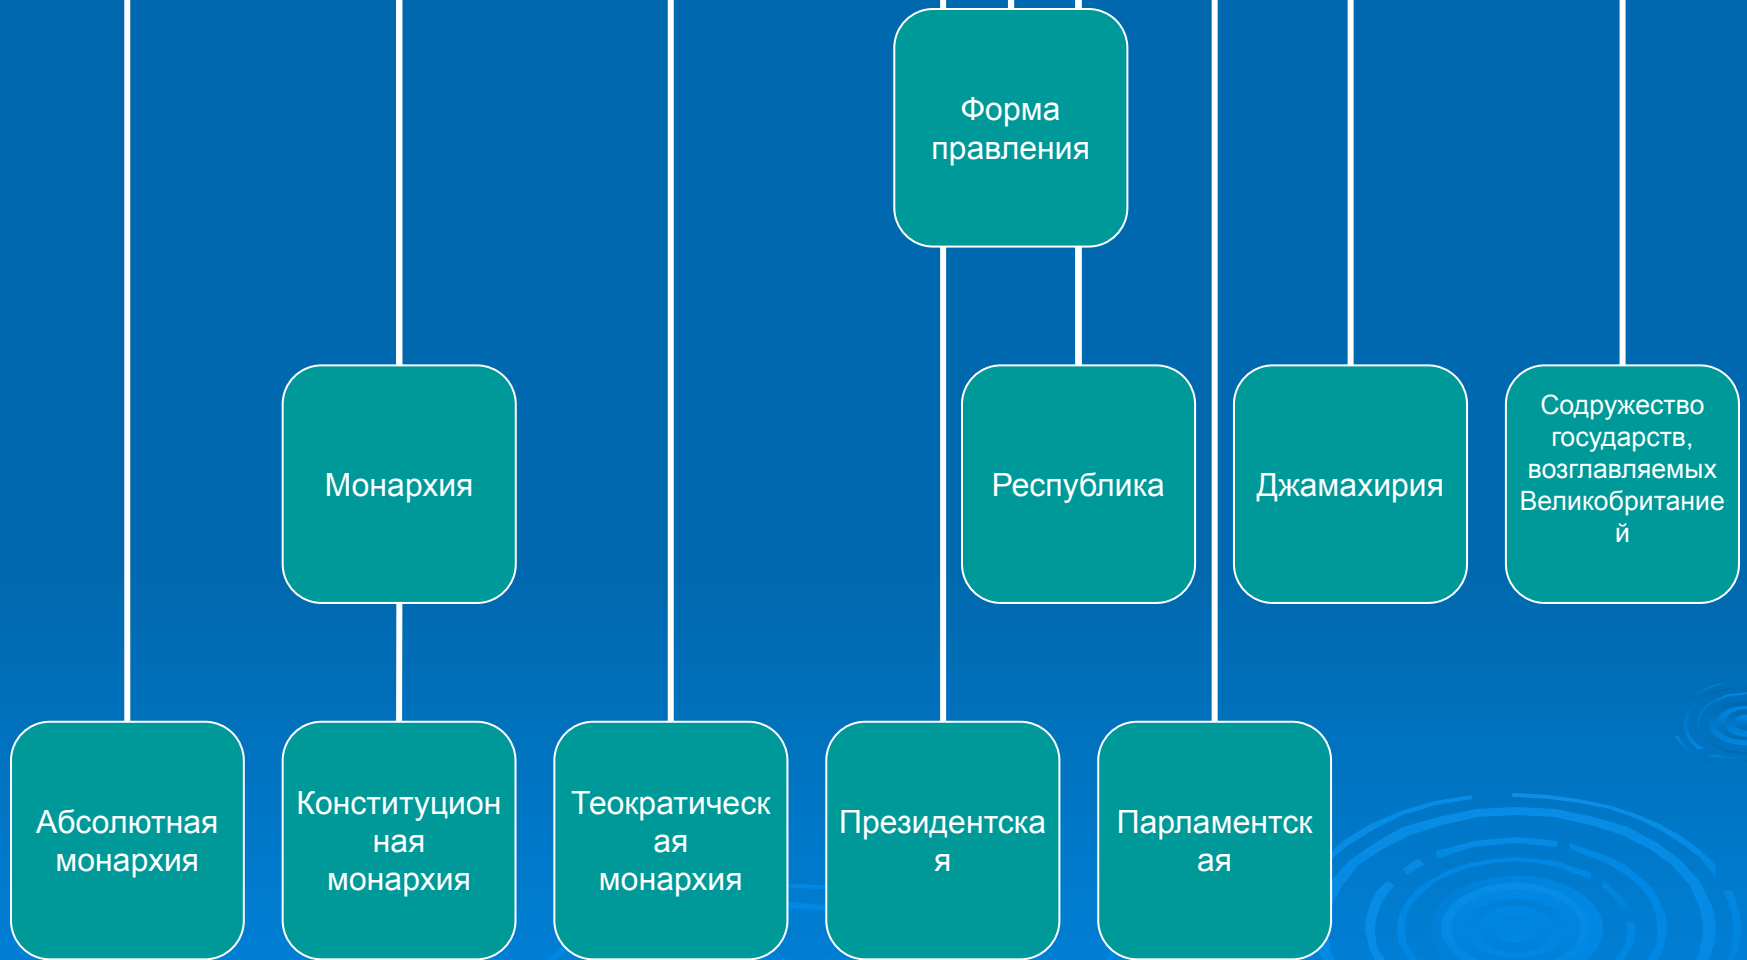 Форма
правления
Монархия
Республика
Джамахирия
Содружество
государств,
возглавляемых
Великобритание
й
Абсолютная
монархия
Конституцион
ная
монархия
Теократическ
ая
монархия
Президентска
я
Парламентск
ая